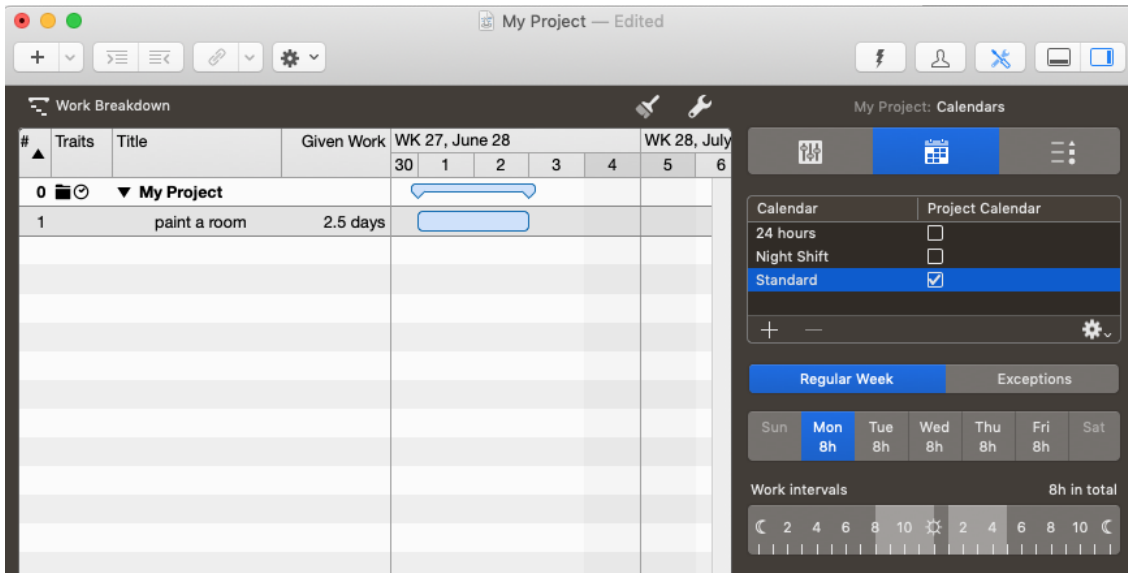 My Project — Edited
Work Breakdown
My Project: Calendars
# Traits Title Given Work WK 27, June 28 WK 28, July
30 1 2 3 4 5 6
0 My Project
1 paint a room 2.5 days
Calendar Project Calendar
24 hours
Night Shift
Standard
Regular Week Exceptions
Sun Mon Tue Wed Thu Fri Sat
8h 8h 8h 8h 8h
Work intervals 8h in total
2 4 6 8 10 2 4 6 8 10